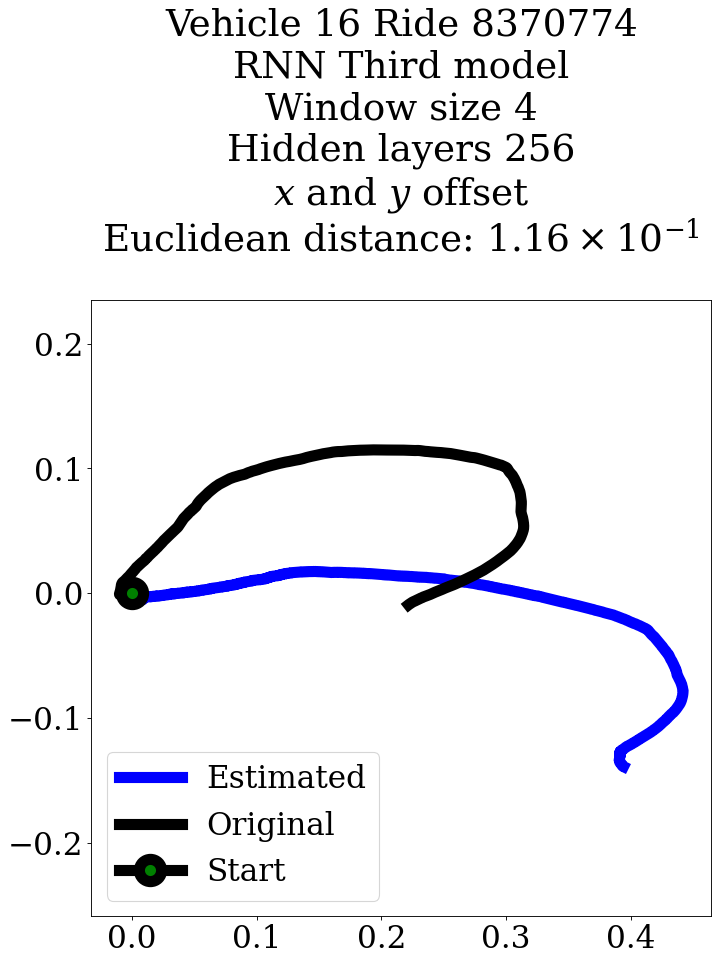 Vehicle 16 Ride 8370774
RNN Third model
Window size 4
Hidden layers 256
x and y offset
Euclidean distance: 1.16 × 10⁻¹
0.2
0.1
0.0
−0.1
−0.2
Estimated
Original
Start
0.0 0.1 0.2 0.3 0.4